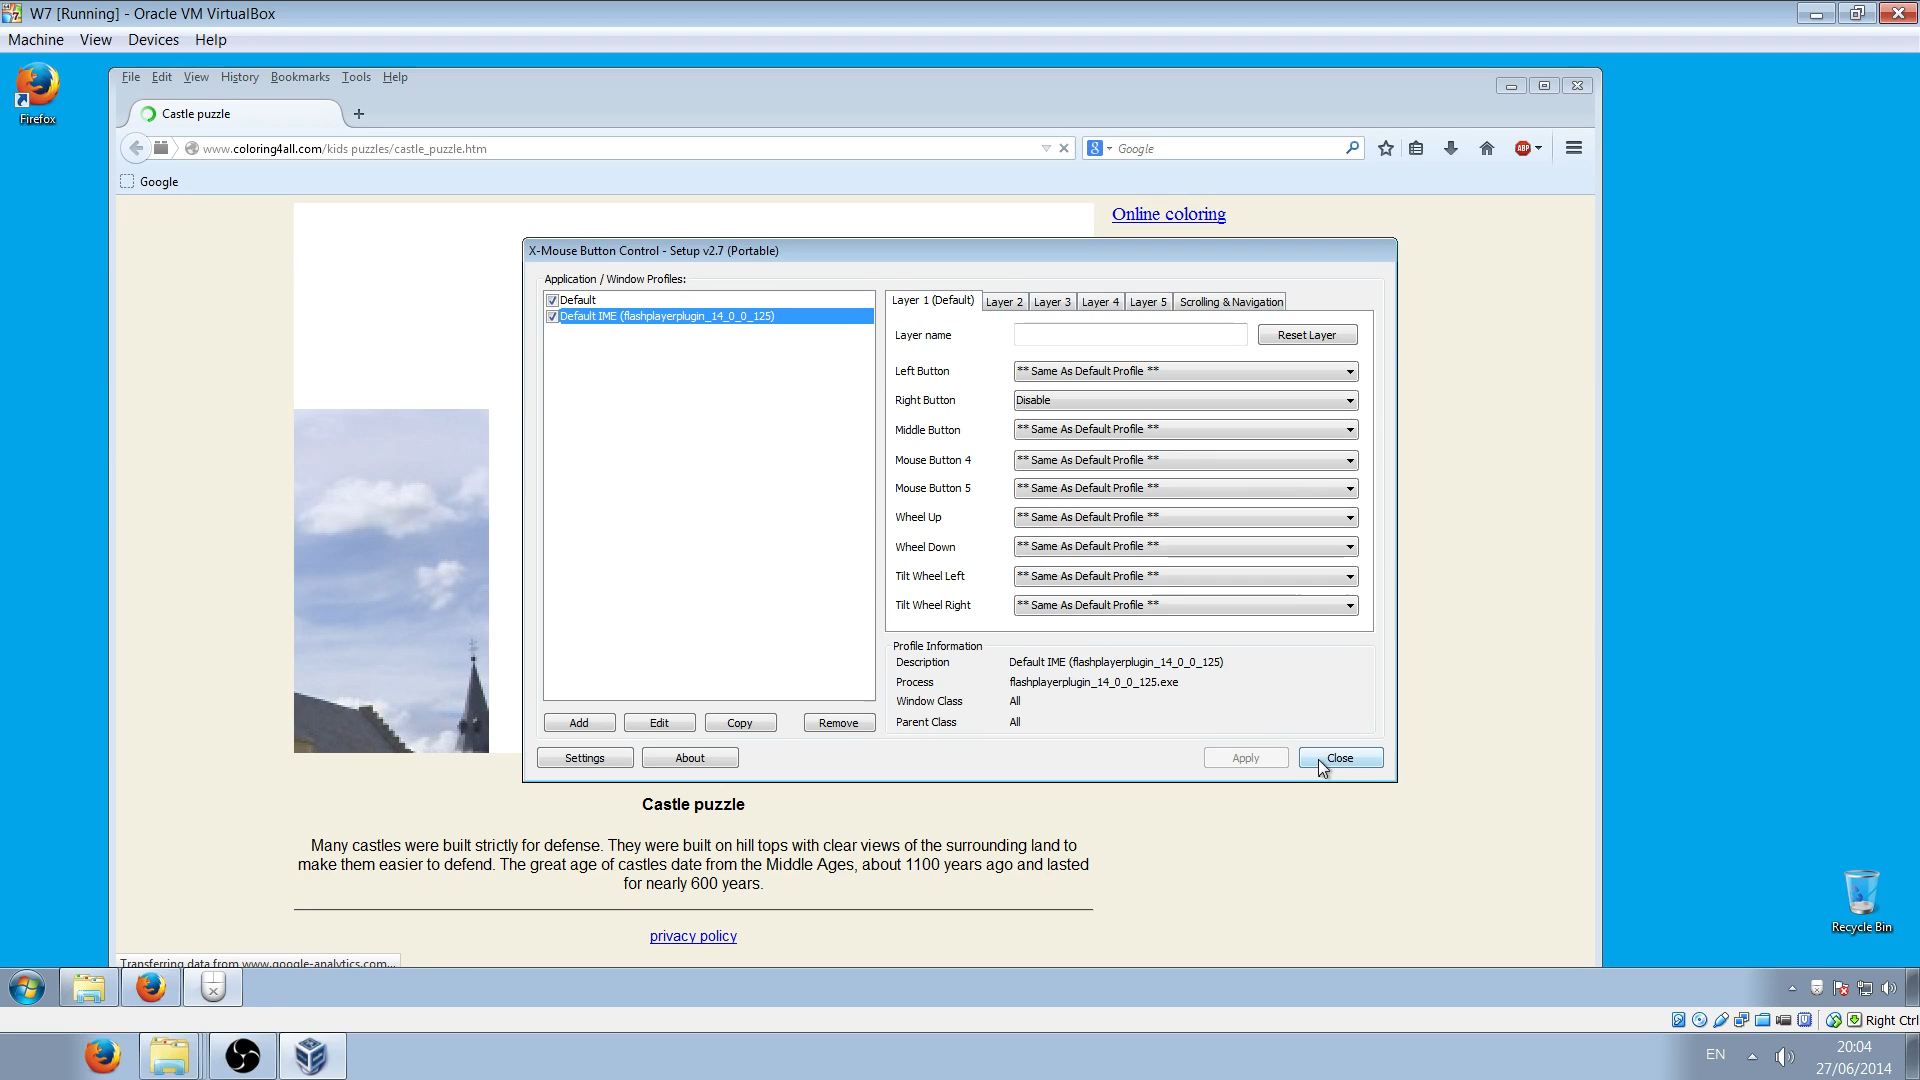 W7 [Running] - Oracle VM VirtualBox
Machine View Devices Help
Firefox
File Edit View History Bookmarks Tools Help
Castle puzzle
www.coloring4all.com/kids puzzles/castle_puzzle.htm
8 Google
ABP
Google
Online coloring
X-Mouse Button Control - Setup v2.7 (Portable)
Application / Window Profiles:
Default
Default IME (flashplayerplugin_14_0_0_125)
Layer 1 (Default) Layer 2 Layer 3 Layer 4 Layer 5 Scrolling & Navigation
Layer name Reset Layer
Left Button ** Same As Default Profile **
Right Button Disable
Middle Button ** Same As Default Profile **
Mouse Button 4 ** Same As Default Profile **
Mouse Button 5 ** Same As Default Profile **
Wheel Up ** Same As Default Profile **
Wheel Down ** Same As Default Profile **
Tilt Wheel Left ** Same As Default Profile **
Tilt Wheel Right ** Same As Default Profile **
Profile Information
Description Default IME (flashplayerplugin_14_0_0_125)
Process flashplayerplugin_14_0_0_125.exe
Window Class All
Parent Class All
Add Edit Copy Remove
Settings About Apply Close
Castle puzzle
Many castles were built strictly for defense. They were built on hill tops with clear views of the surrounding land to
make them easier to defend. The great age of castles date from the Middle Ages, about 1100 years ago and lasted
for nearly 600 years.
privacy policy
Recycle Bin
Transferring data from www.google-analytics.com...
Right Ctrl
EN
20:04
27/06/2014